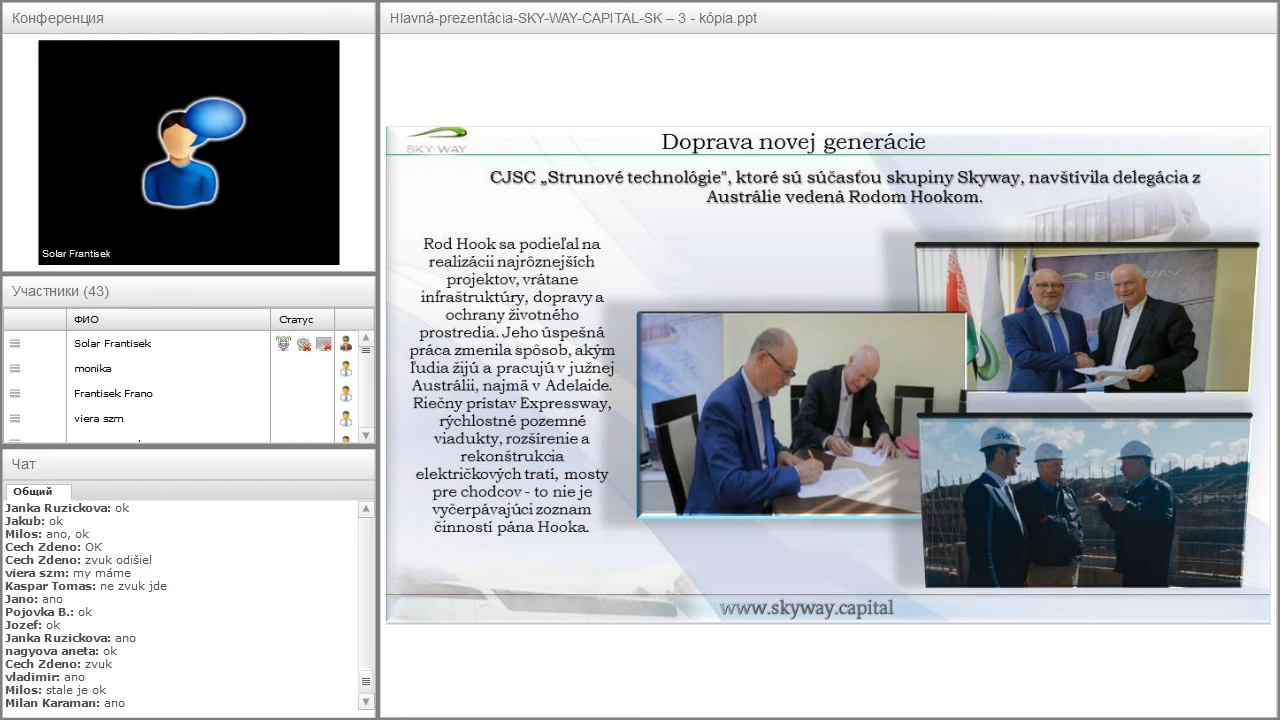 Конференция
Solar Frantisek
Участники (43)
ФИО
Статус
Solar Frantisek
monika
Frantisek Frano
viera szm
Чат
Общий
Janka Ruzickova: ok
Jakub: ok
Milos: ano, ok
Cech Zdeno: OK
Cech Zdeno: zvuk odišiel
viera szm: my máme
Kaspar Tomas: ne zvuk jde
Jano: ano
Pojovka B.: ok
Jozef: ok
Janka Ruzickova: ano
nagyova aneta: ok
Cech Zdeno: zvuk
vladimir: ano
Milos: stale je ok
Milan Karaman: ano
Hlavná-prezentácia-SKY-WAY-CAPITAL-SK – 3 - kópia.ppt
SKY WAY
Doprava novej generácie
CJSC „Strunové technológie", ktoré sú súčasťou skupiny Skyway, navštívila delegácia z
Austrálie vedená Rodom Hookom.
Rod Hook sa podieľal na
realizácii najrôznejších
projektov, vrátane
infraštruktúry, dopravy a
ochrany životného
prostredia. Jeho úspešná
práca zmenila spôsob, akým
ľudia žijú a pracujú v južnej
Austrálii, najmä v Adelaide.
Riečny prístav Expressway,
rýchlostné pozemné
viadukty, rozšírenie a
rekonštrukcia
električkových tratí, mosty
pre chodcov - to nie je
vyčerpávajúci zoznam
činností pána Hooka.
SKY WAY
SW
www.skyway.capital